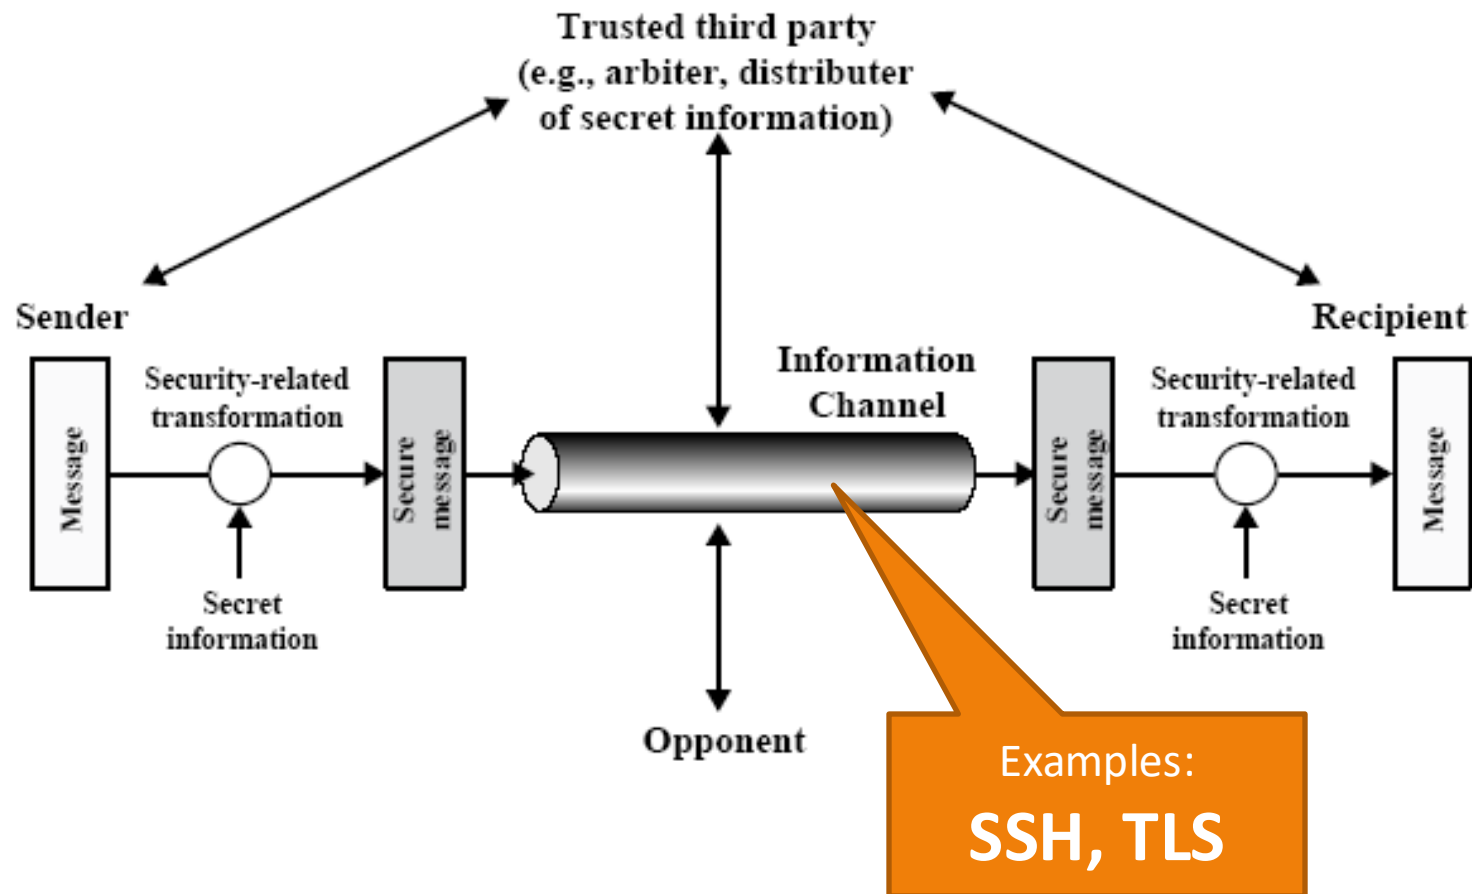 Trusted third party
(e.g., arbiter, distributer
of secret information)
Sender
Recipient
Information
Channel
Security-related
transformation
Security-related
transformation
Message
Secure
message
Secure
message
Message
Secret
information
Secret
information
Opponent
Examples:
SSH, TLS